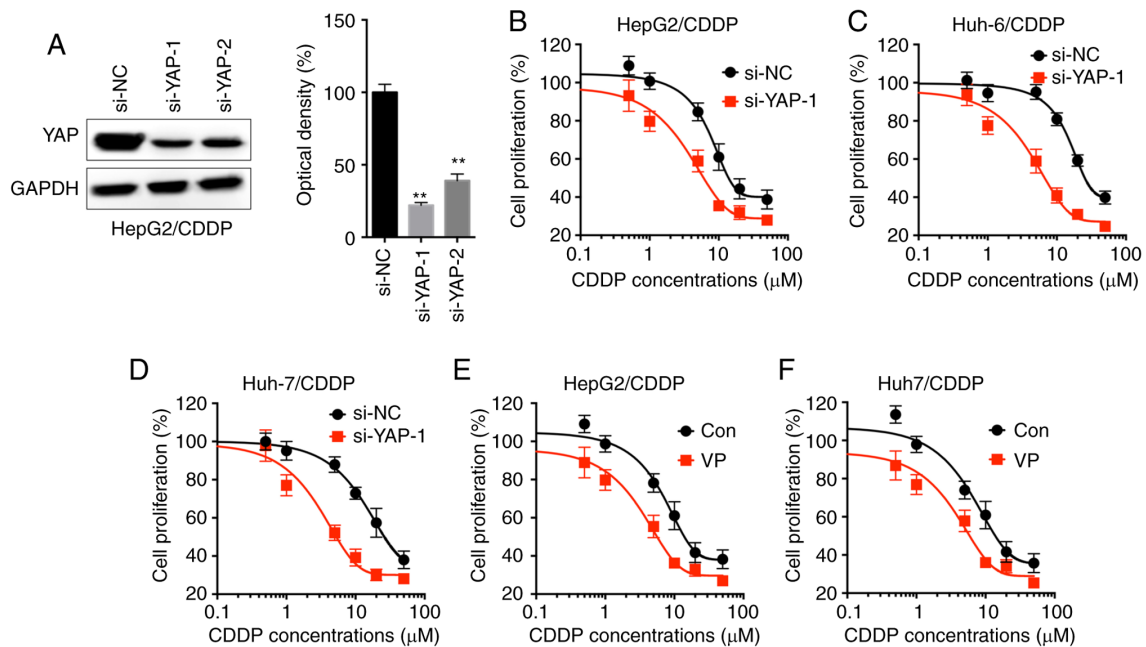 A
si-NC
si-YAP-1
si-YAP-2
YAP
GAPDH
HepG2/CDDP
Optical density (%)
150
100
50
0
**
**
si-NC
si-YAP-1
si-YAP-2
B
HepG2/CDDP
Cell proliferation (%)
120
100
80
60
40
20
si-NC
si-YAP-1
0.1
1
10
100
CDDP concentrations (μM)
C
Huh-6/CDDP
Cell proliferation (%)
120
100
80
60
40
20
si-NC
si-YAP-1
0.1
1
10
100
CDDP concentrations (μM)
D
Huh-7/CDDP
Cell proliferation (%)
120
100
80
60
40
20
si-NC
si-YAP-1
0.1
1
10
100
CDDP concentrations (μM)
E
HepG2/CDDP
Cell proliferation (%)
120
100
80
60
40
20
Con
VP
0.1
1
10
100
CDDP concentrations (μM)
F
Huh7/CDDP
Cell proliferation (%)
120
100
80
60
40
20
Con
VP
0.1
1
10
100
CDDP concentrations (μM)